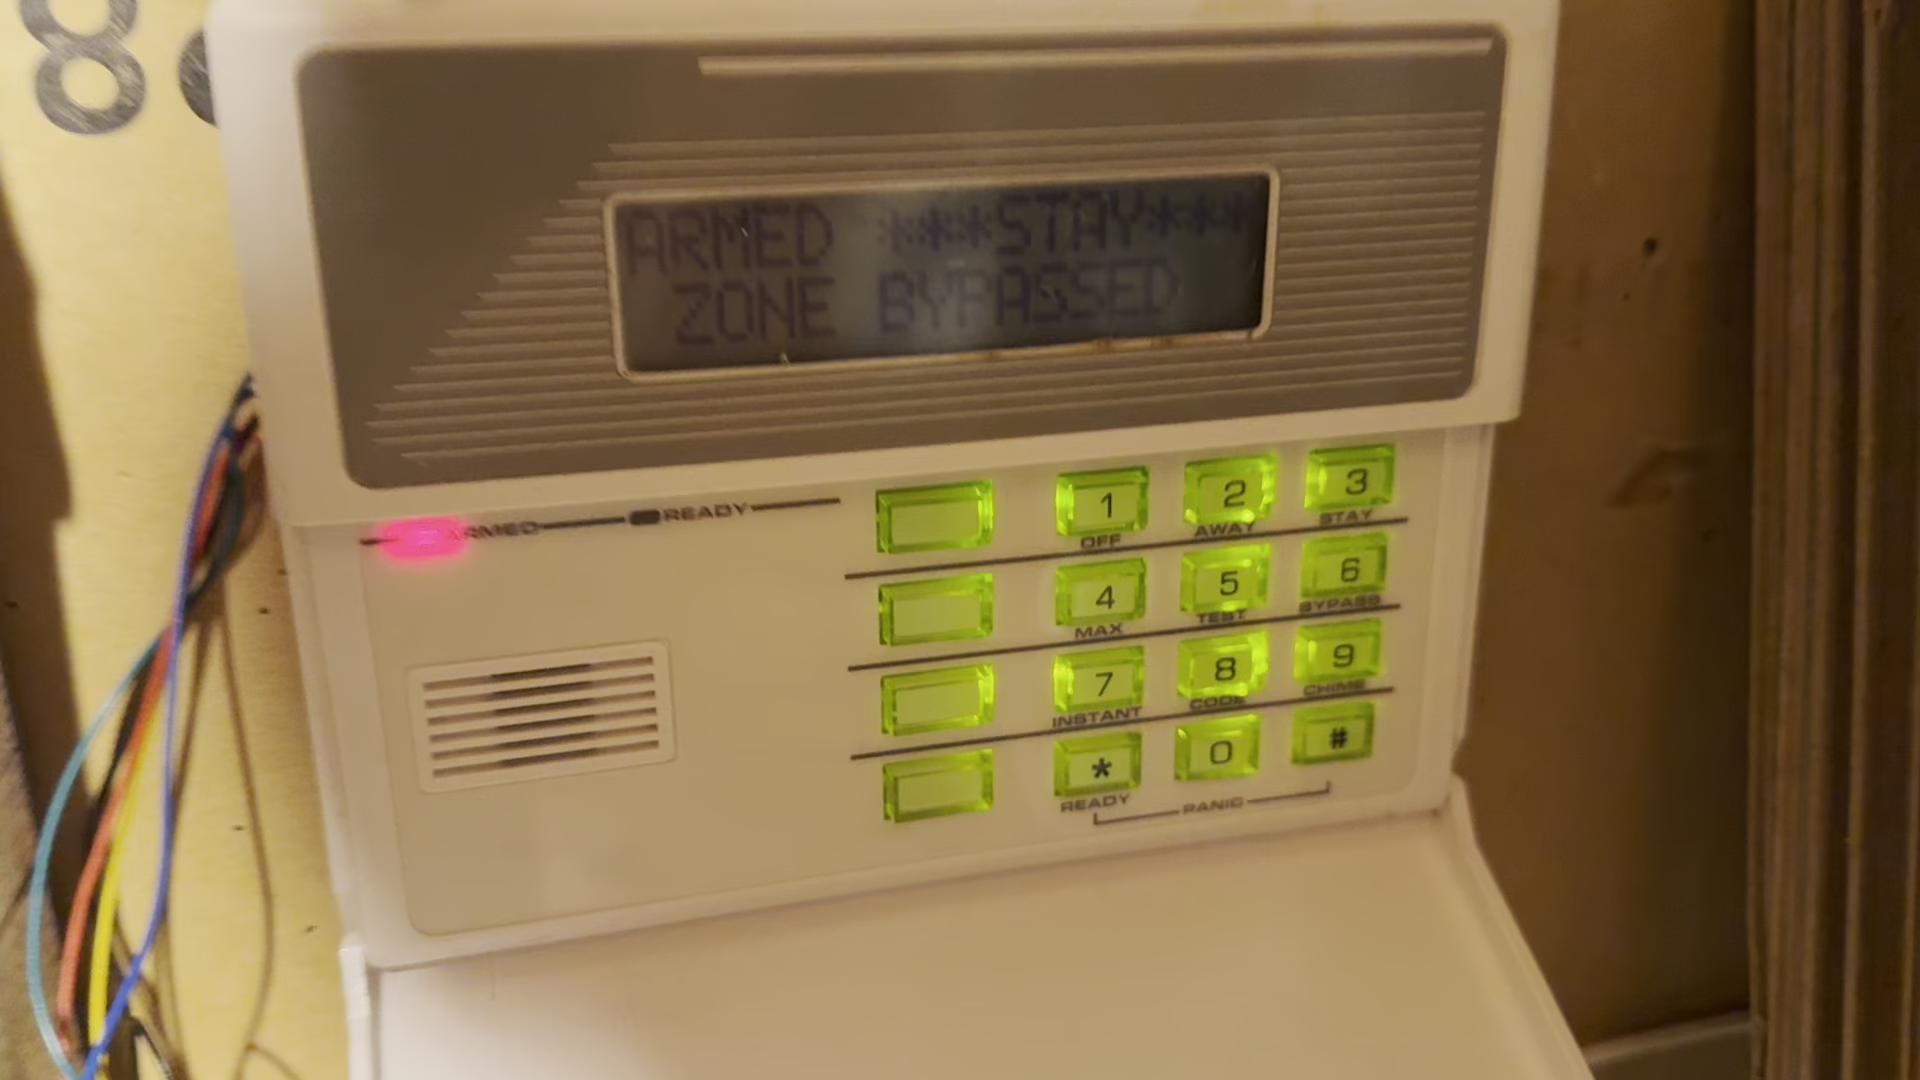 8
ARMED ***STAY***
ZONE BYPASSED
ARMED READY
1 2 3
OFF AWAY STAY
4 5 6
MAX TEST BYPASS
7 8 9
INSTANT CODE CHIME
* 0 #
READY PANIC